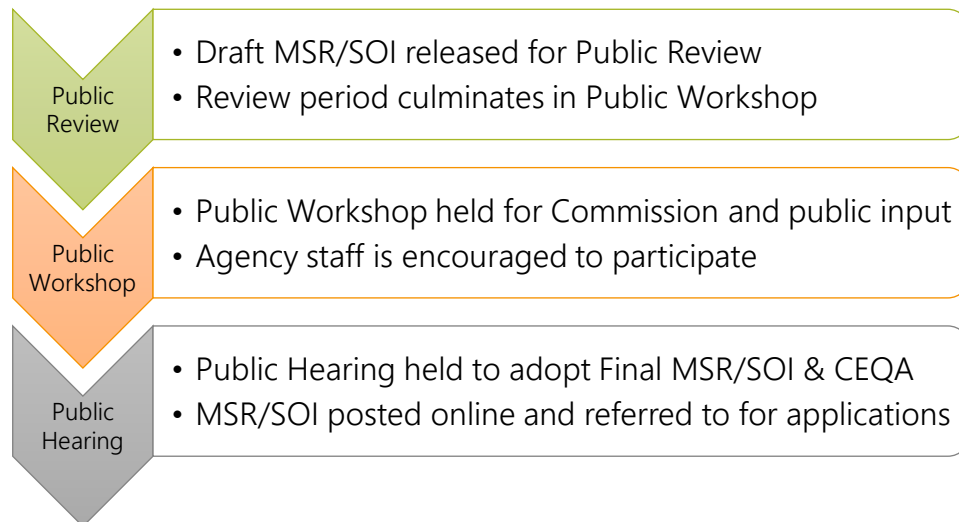 Public
Review
• Draft MSR/SOI released for Public Review
• Review period culminates in Public Workshop
Public
Workshop
• Public Workshop held for Commission and public input
• Agency staff is encouraged to participate
Public
Hearing
• Public Hearing held to adopt Final MSR/SOI & CEQA
• MSR/SOI posted online and referred to for applications